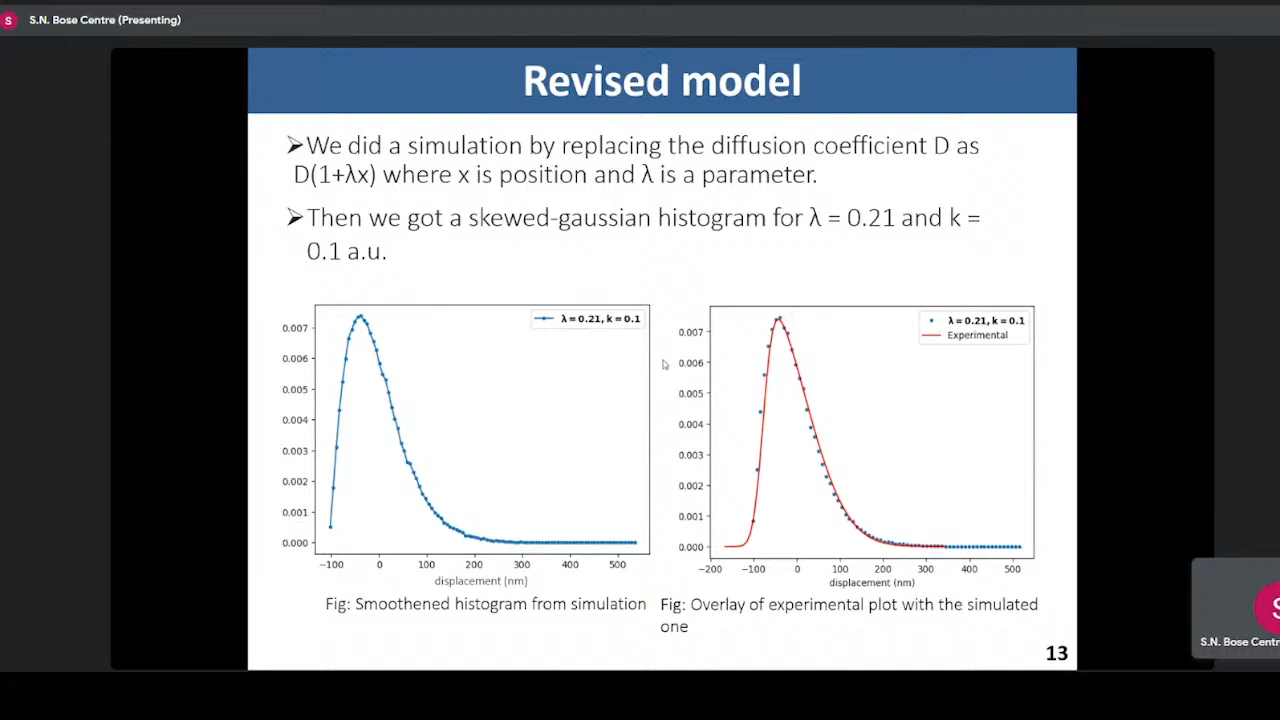 S
S.N. Bose Centre (Presenting)
Revised model
➢We did a simulation by replacing the diffusion coefficient D as
D(1+λx) where x is position and λ is a parameter.
➢Then we got a skewed-gaussian histogram for λ = 0.21 and k =
0.1 a.u.
λ = 0.21, k = 0.1
0.007
0.006
0.005
0.004
0.003
0.002
0.001
0.000
−100 0 100 200 300 400 500
displacement (nm)
Fig: Smoothened histogram from simulation
λ = 0.21, k = 0.1
Experimental
0.007
0.006
0.005
0.004
0.003
0.002
0.001
0.000
−200 −100 0 100 200 300 400 500
displacement (nm)
Fig: Overlay of experimental plot with the simulated
one
13
S
S.N. Bose Centr